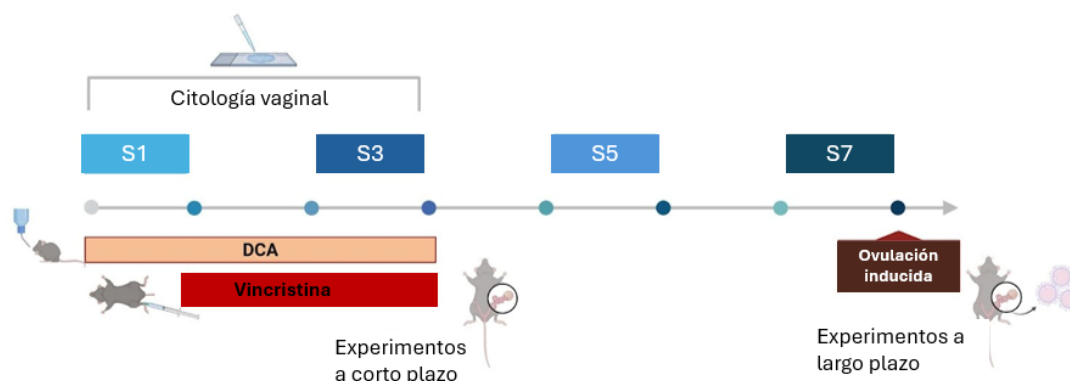 Citología vaginal
S1
S3
S5
S7
DCA
Vincristina
Ovulación
inducida
Experimentos
a corto plazo
Experimentos a
largo plazo